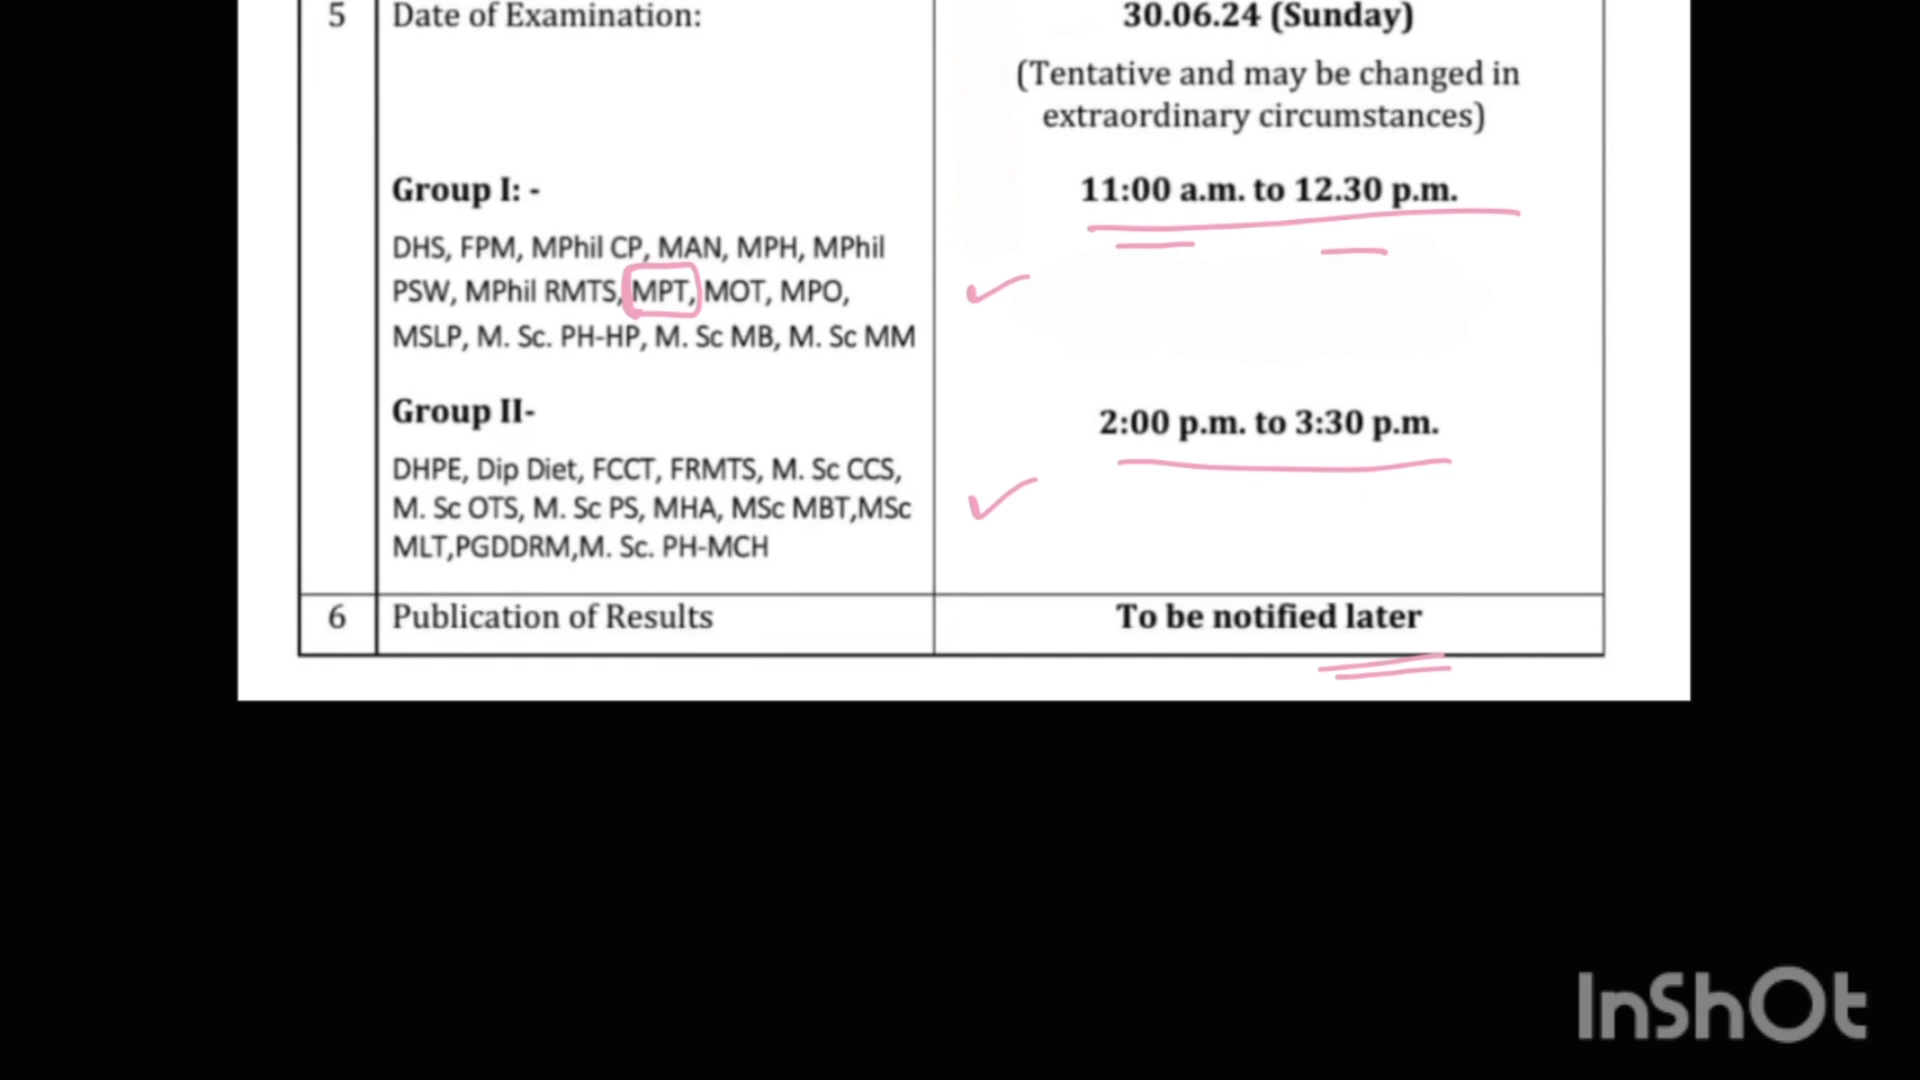 5 Date of Examination: 30.06.24 (Sunday)
(Tentative and may be changed in
extraordinary circumstances)
Group I: - 11:00 a.m. to 12.30 p.m.
DHS, FPM, MPhil CP, MAN, MPH, MPhil
PSW, MPhil RMTS, MPT, MOT, MPO,
MSLP, M. Sc. PH-HP, M. Sc MB, M. Sc MM
Group II- 2:00 p.m. to 3:30 p.m.
DHPE, Dip Diet, FCCT, FRMTS, M. Sc CCS,
M. Sc OTS, M. Sc PS, MHA, MSc MBT,MSc
MLT,PGDDRM,M. Sc. PH-MCH
6 Publication of Results To be notified later
InShOt